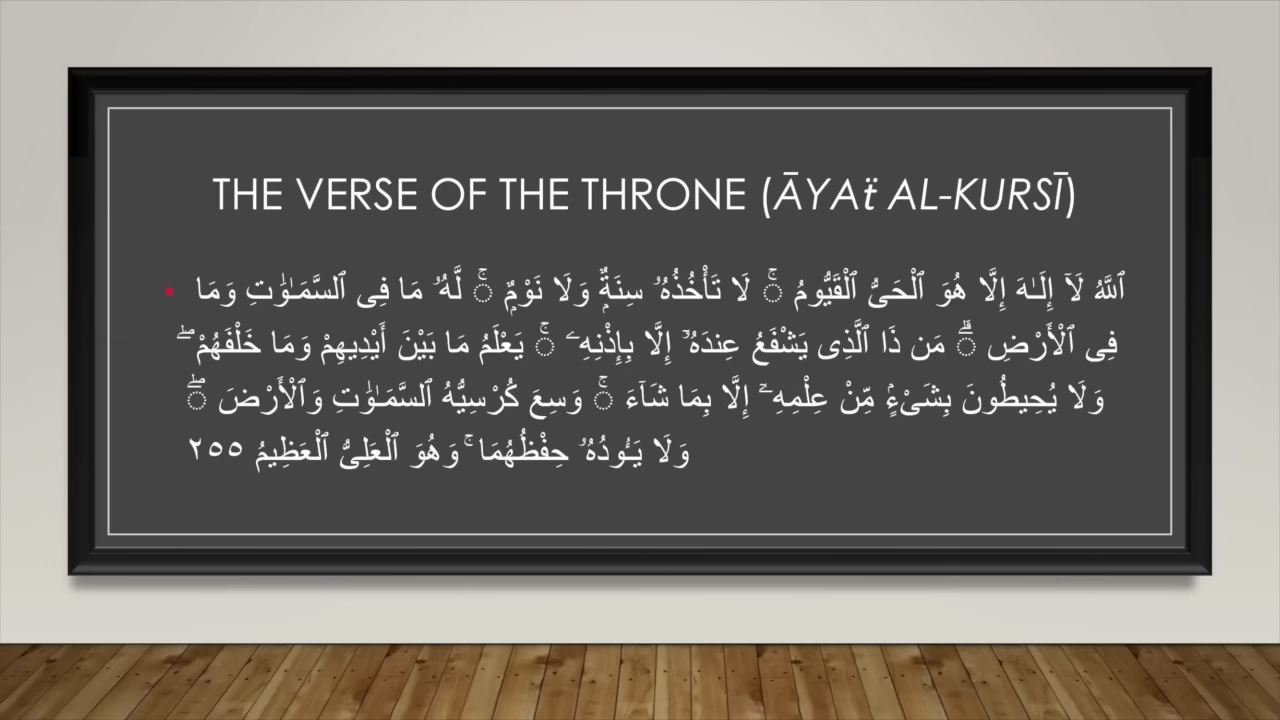 THE VERSE OF THE THRONE (ĀYAẗ AL-KURSĪ)
• ٱللَّهُ لَآ إِلَـٰهَ إِلَّا هُوَ ٱلْحَىُّ ٱلْقَيُّومُ ۚ لَا تَأْخُذُهُۥ سِنَةٌۭ وَلَا نَوْمٌۭ ۚ لَّهُۥ مَا فِى ٱلسَّمَـٰوَٰتِ وَمَا
فِى ٱلْأَرْضِ ۗ مَن ذَا ٱلَّذِى يَشْفَعُ عِندَهُۥٓ إِلَّا بِإِذْنِهِۦ ۚ يَعْلَمُ مَا بَيْنَ أَيْدِيهِمْ وَمَا خَلْفَهُمْ ۖ
وَلَا يُحِيطُونَ بِشَىْءٍۢ مِّنْ عِلْمِهِۦٓ إِلَّا بِمَا شَآءَ ۚ وَسِعَ كُرْسِيُّهُ ٱلسَّمَـٰوَٰتِ وَٱلْأَرْضَ ۖ
وَلَا يَـُٔودُهُۥ حِفْظُهُمَا ۚ وَهُوَ ٱلْعَلِىُّ ٱلْعَظِيمُ ٢٥٥